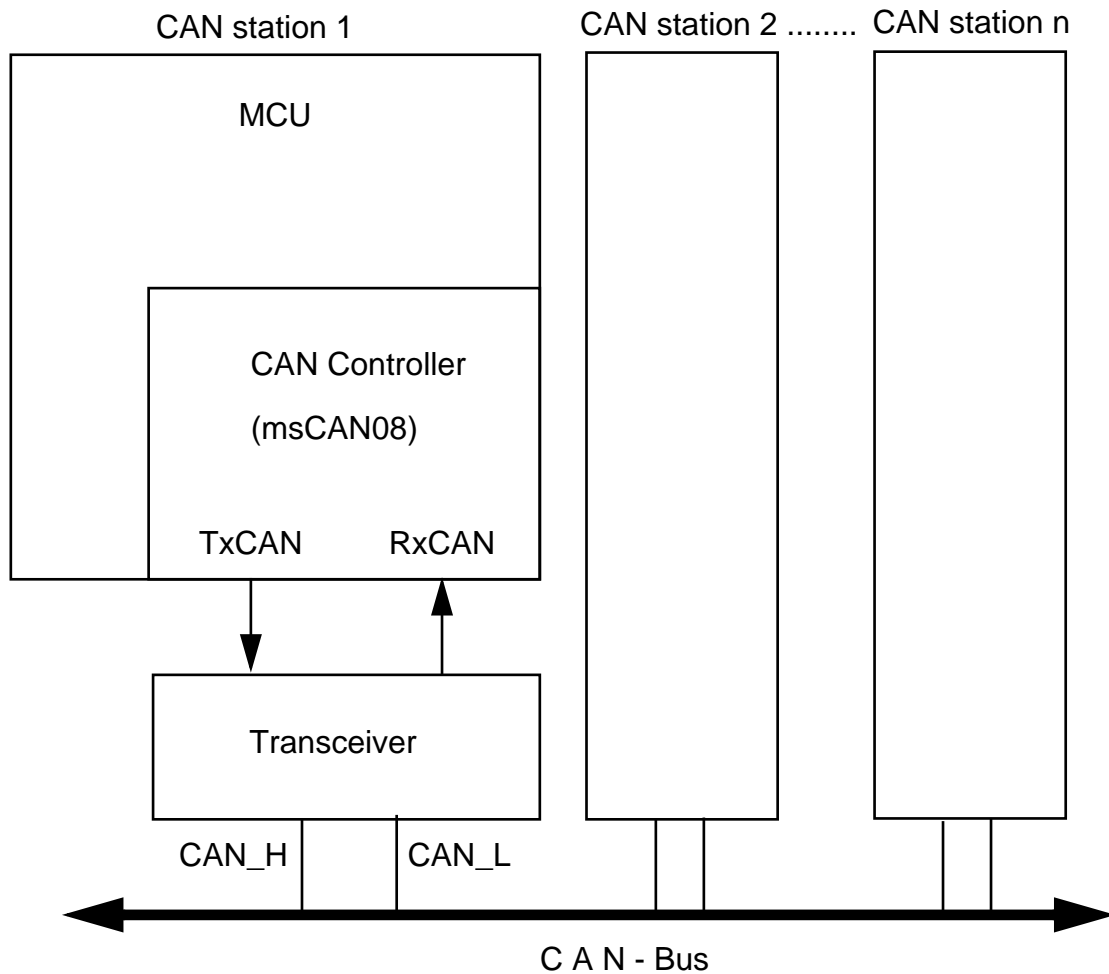 CAN station 1
CAN station 2 ........ CAN station n
MCU
CAN Controller
(msCAN08)
TxCAN
RxCAN
Transceiver
CAN_H
CAN_L
C A N - Bus